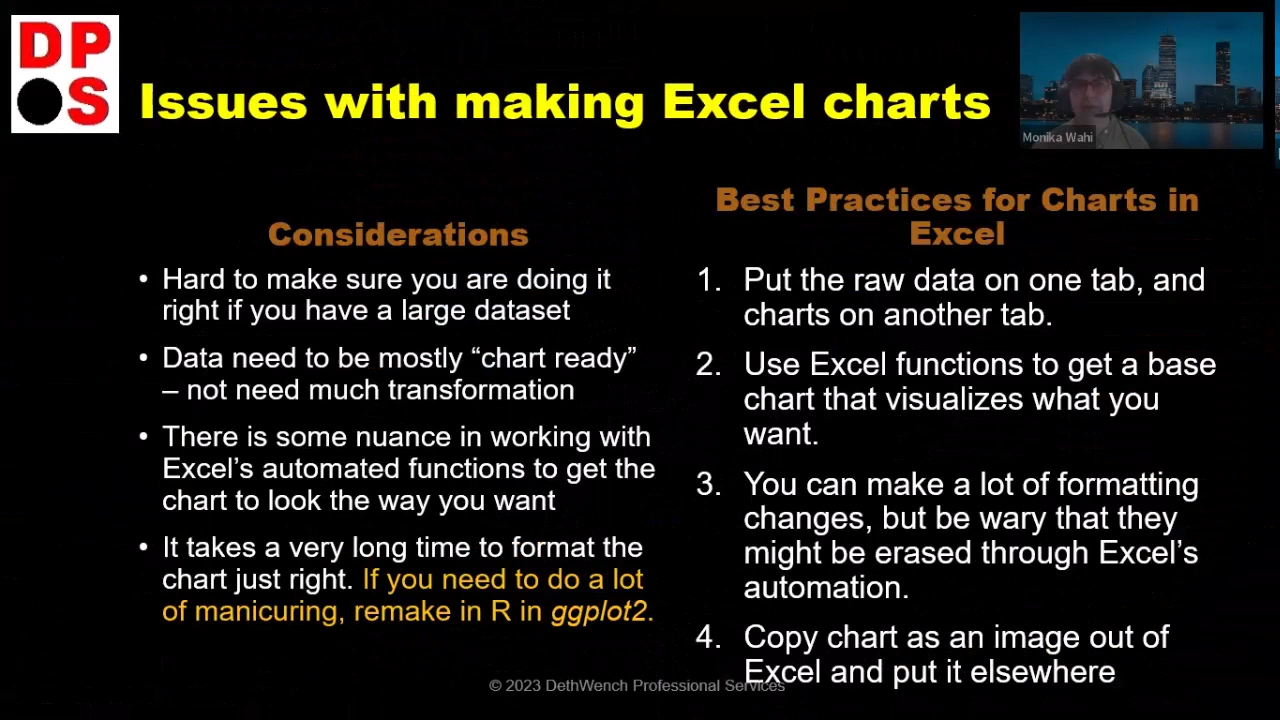 DP
S
Issues with making Excel charts
Monika Wahi
Considerations
• Hard to make sure you are doing it
right if you have a large dataset
• Data need to be mostly “chart ready”
– not need much transformation
• There is some nuance in working with
Excel’s automated functions to get the
chart to look the way you want
• It takes a very long time to format the
chart just right. If you need to do a lot
of manicuring, remake in R in ggplot2.
Best Practices for Charts in
Excel
1. Put the raw data on one tab, and
charts on another tab.
2. Use Excel functions to get a base
chart that visualizes what you
want.
3. You can make a lot of formatting
changes, but be wary that they
might be erased through Excel’s
automation.
4. Copy chart as an image out of
Excel and put it elsewhere
© 2023 DethWench Professional Services